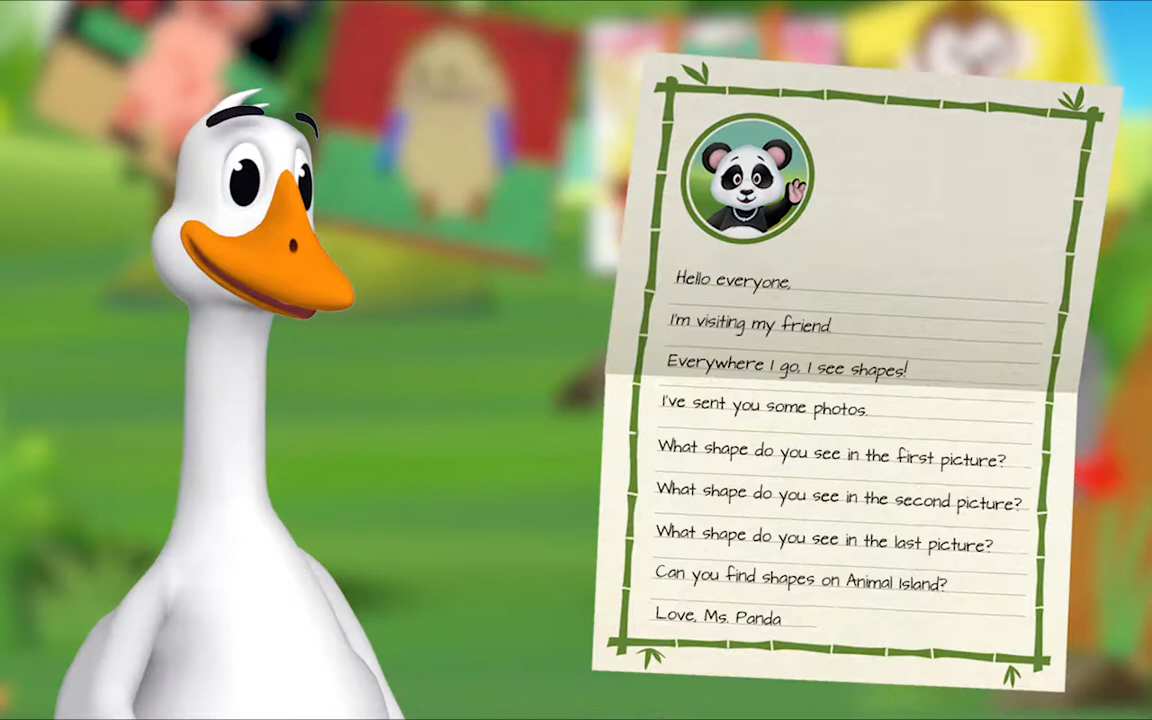 Hello everyone,
I'm visiting my friend.
Everywhere I go, I see shapes!
I've sent you some photos.
What shape do you see in the first picture?
What shape do you see in the second picture?
What shape do you see in the last picture?
Can you find shapes on Animal Island?
Love, Ms. Panda